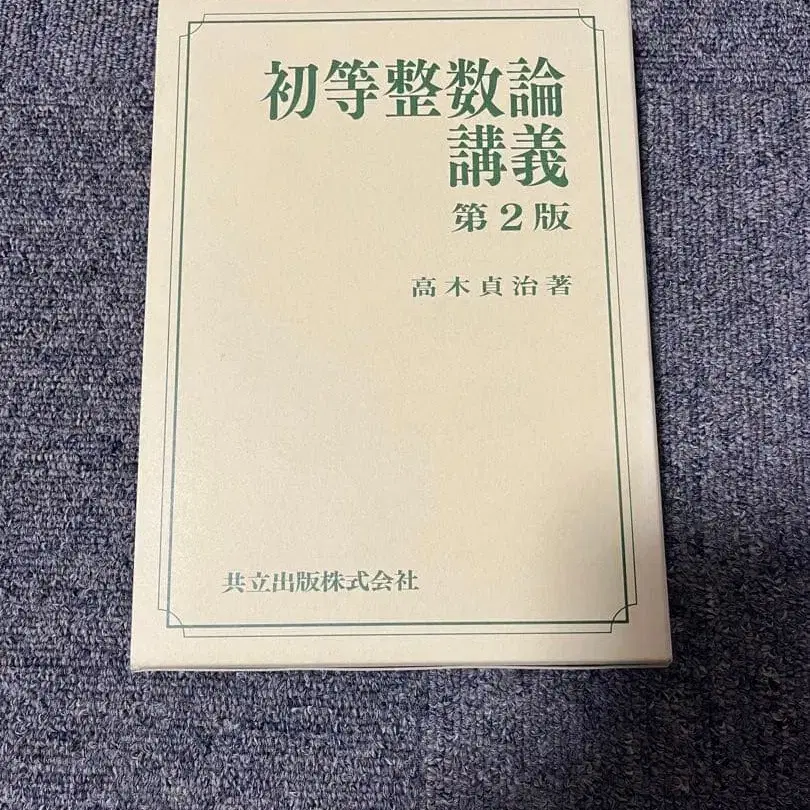 初等整数論
講義
第2版
高木貞治著
共立出版株式会社